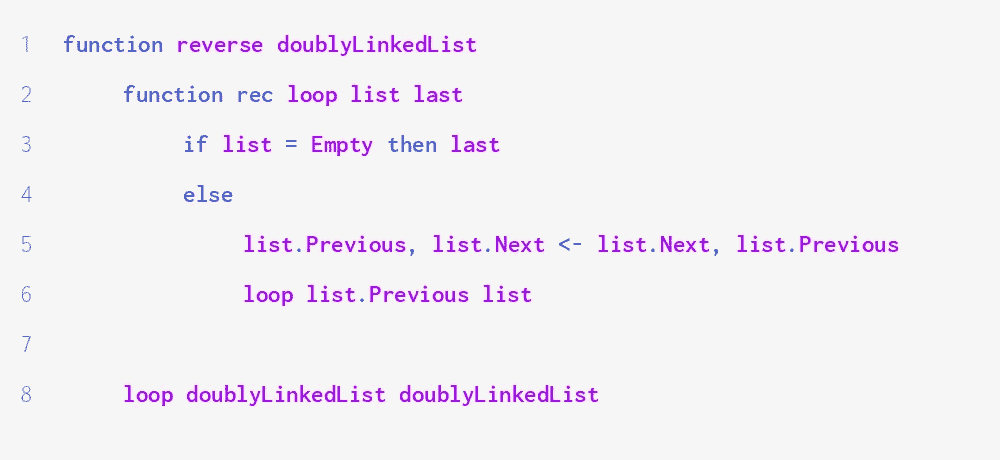 1 function reverse doublyLinkedList
2 function rec loop list last
3 if list = Empty then last
4 else
5 list.Previous, list.Next <- list.Next, list.Previous
6 loop list.Previous list
7
8 loop doublyLinkedList doublyLinkedList